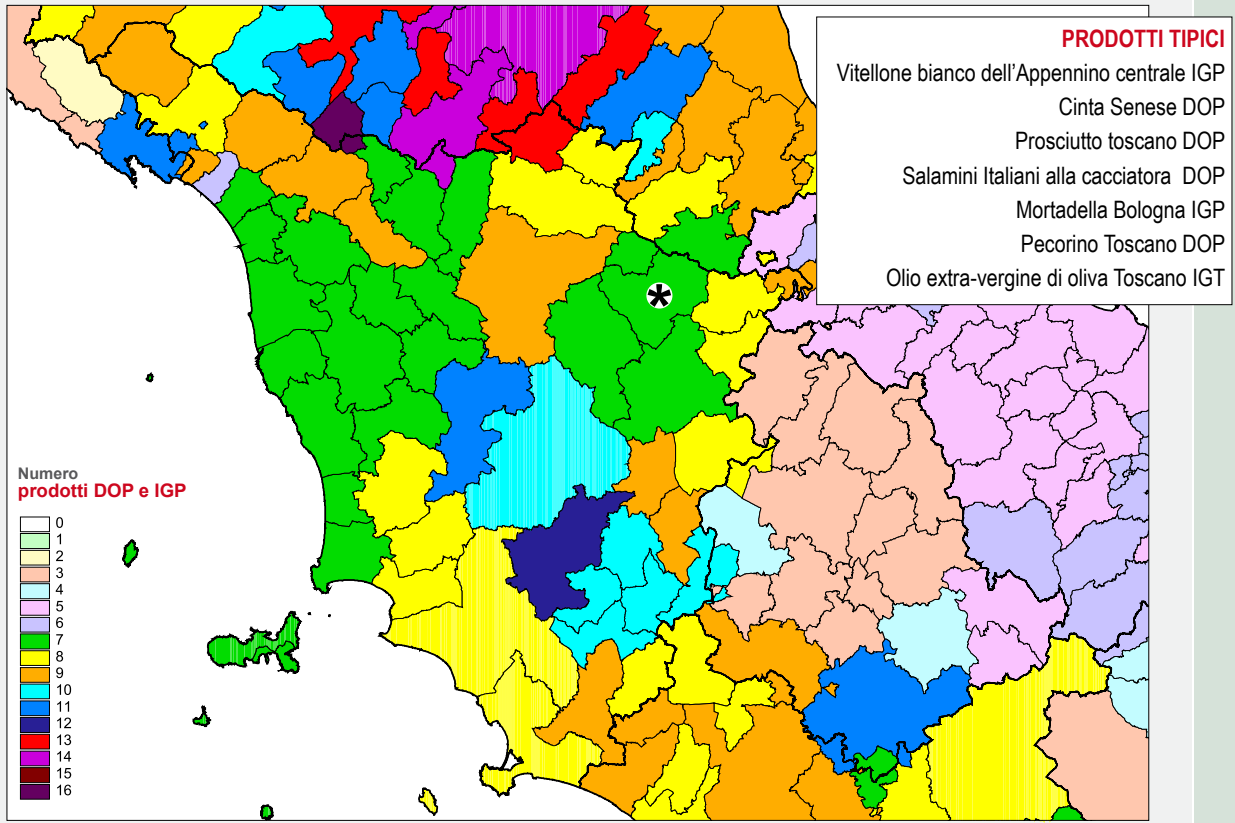 PRODOTTI TIPICI
Vitellone bianco dell'Appennino centrale IGP
Cinta Senese DOP
Prosciutto toscano DOP
Salamini Italiani alla cacciatora DOP
Mortadella Bologna IGP
Pecorino Toscano DOP
Olio extra-vergine di oliva Toscano IGT
*
Numero
prodotti DOP e IGP
0
1
2
3
4
5
6
7
8
9
10
11
12
13
14
15
16